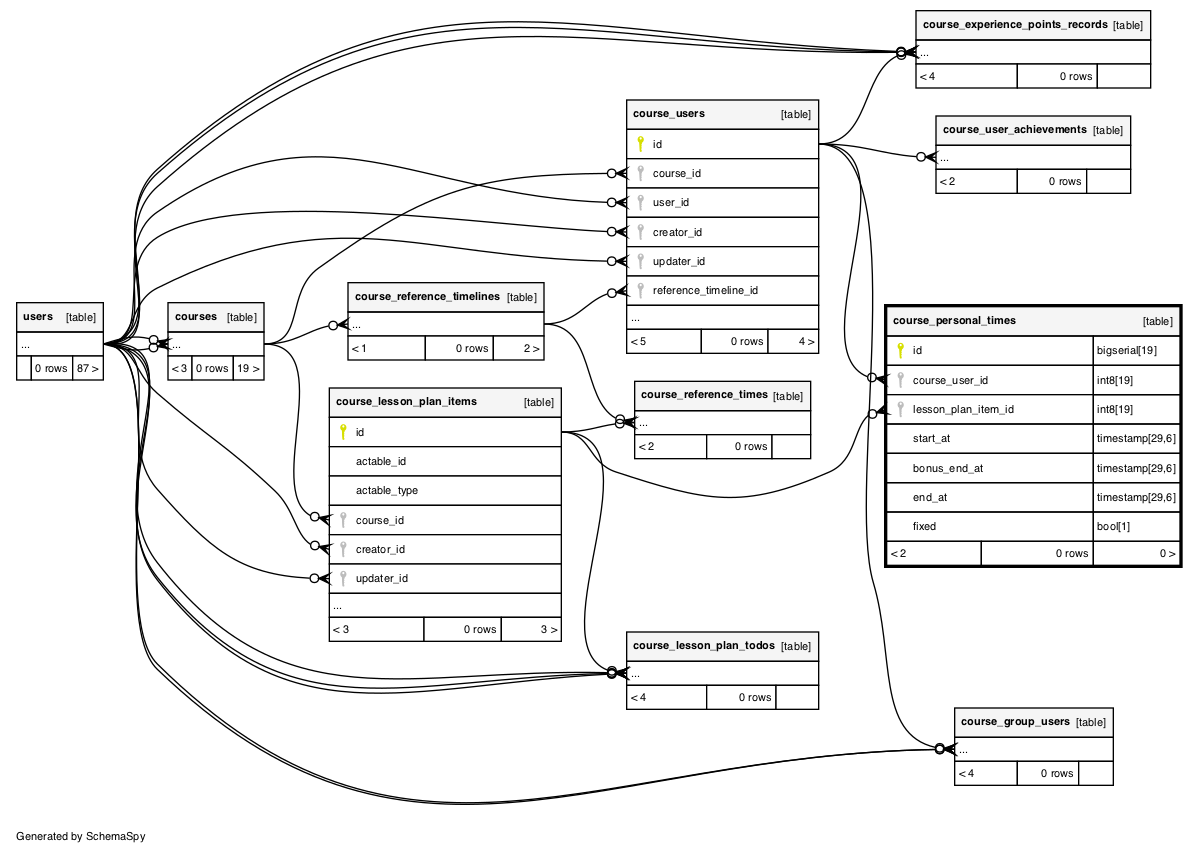 course_experience_points_records [table]
...
< 4 0 rows
course_users [table]
id
course_id
user_id
creator_id
updater_id
reference_timeline_id
...
< 5 0 rows 4 >
course_user_achievements [table]
...
< 2 0 rows
users [table]
...
0 rows 87 >
courses [table]
...
< 3 0 rows 19 >
course_reference_timelines [table]
...
< 1 0 rows 2 >
course_personal_times [table]
id bigserial[19]
course_user_id int8[19]
lesson_plan_item_id int8[19]
start_at timestamp[29,6]
bonus_end_at timestamp[29,6]
end_at timestamp[29,6]
fixed bool[1]
< 2 0 rows 0 >
course_lesson_plan_items [table]
id
actable_id
actable_type
course_id
creator_id
updater_id
...
< 3 0 rows 3 >
course_reference_times [table]
...
< 2 0 rows
course_lesson_plan_todos [table]
...
< 4 0 rows
course_group_users [table]
...
< 4 0 rows
Generated by SchemaSpy